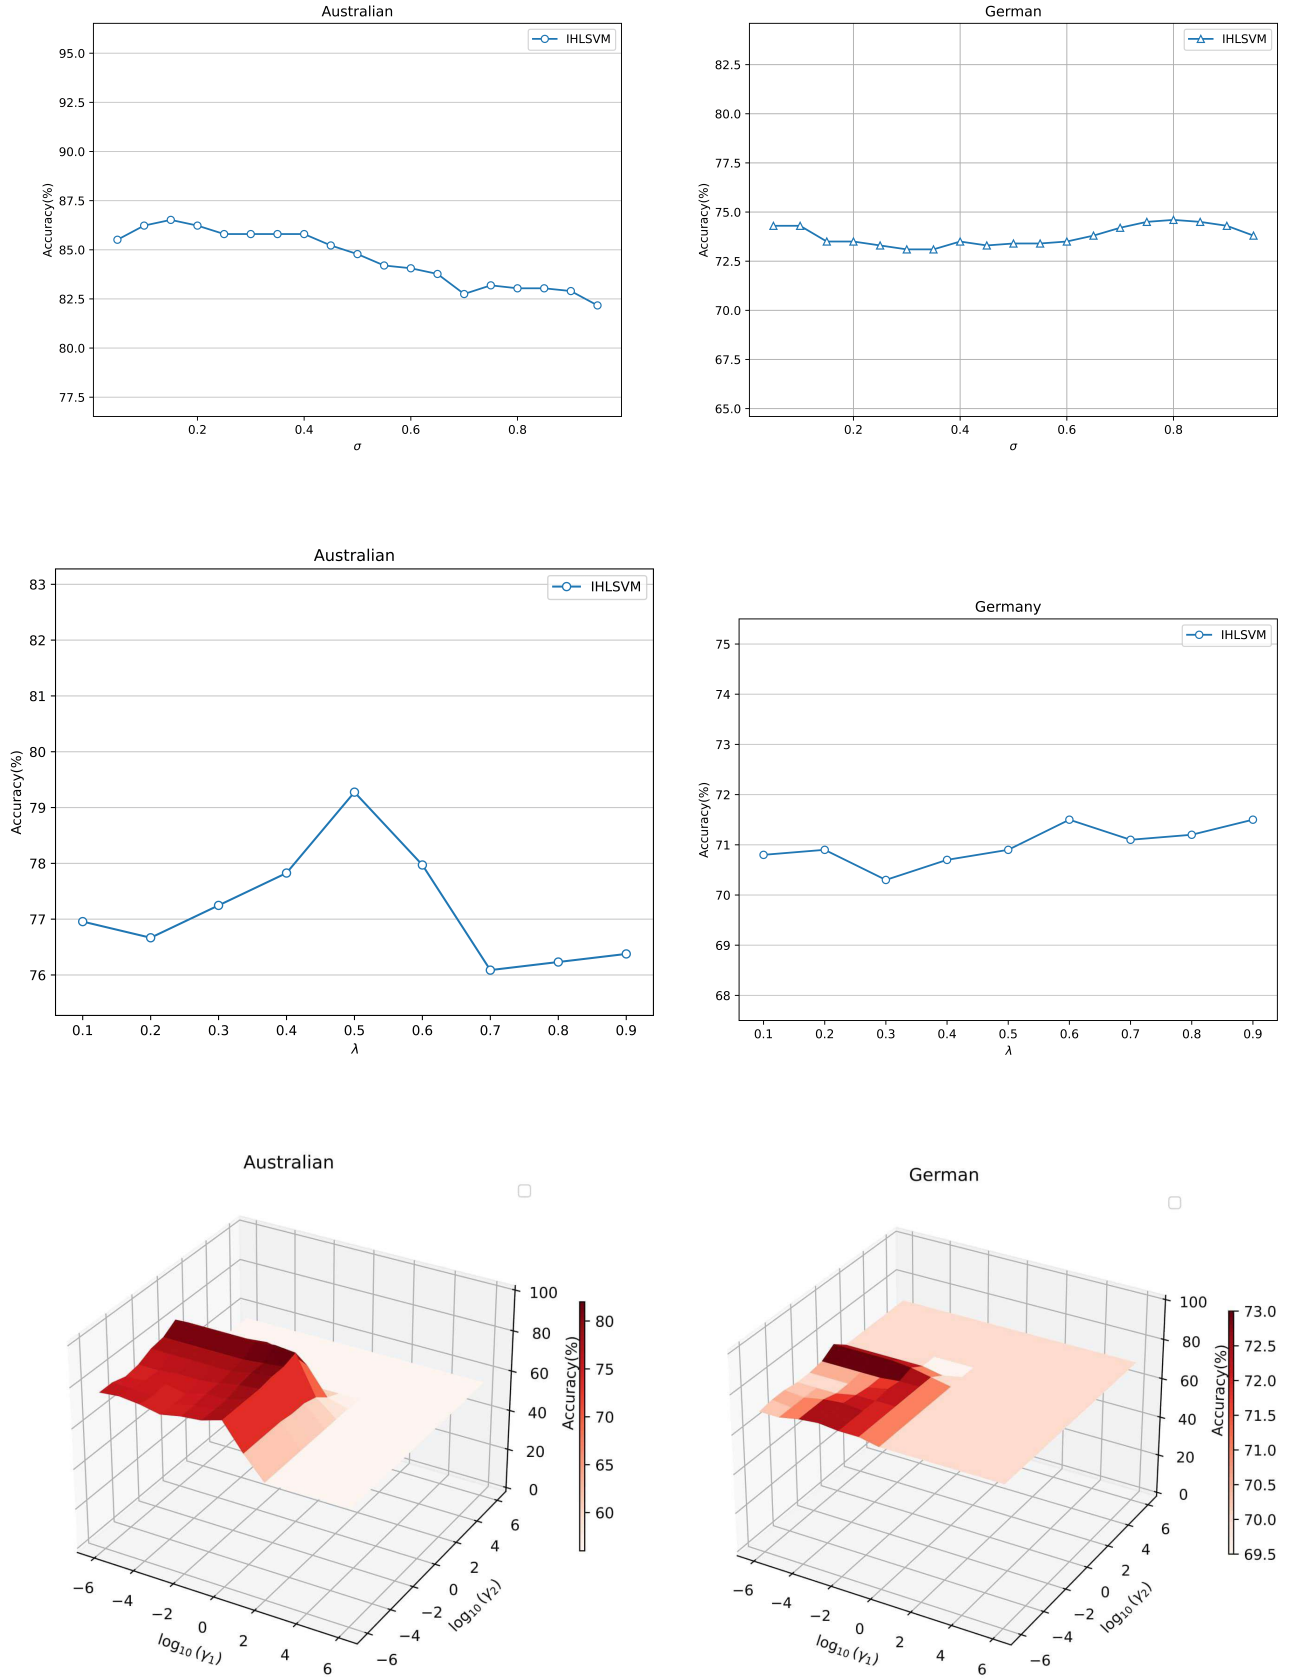 Australian
IHLSVM
95.0
92.5
90.0
87.5
85.0
82.5
80.0
77.5
Accuracy(%)
0.2 0.4 0.6 0.8
σ
German
IHLSVM
82.5
80.0
77.5
75.0
72.5
70.0
67.5
65.0
Accuracy(%)
0.2 0.4 0.6 0.8
σ
Australian
IHLSVM
83
82
81
80
79
78
77
76
Accuracy(%)
0.1 0.2 0.3 0.4 0.5 0.6 0.7 0.8 0.9
λ
Germany
IHLSVM
75
74
73
72
71
70
69
68
Accuracy(%)
0.1 0.2 0.3 0.4 0.5 0.6 0.7 0.8 0.9
λ
Australian
100
80
60
40
20
0
Accuracy(%)
80
75
70
65
60
−6 −4 −2 0 2 4 6
log₁₀(γ₁)
−6 −4 −2 0 2 4 6
log₁₀(γ₂)
German
100
80
60
40
20
0
Accuracy(%)
73.0
72.5
72.0
71.5
71.0
70.5
70.0
69.5
−6 −4 −2 0 2 4 6
log₁₀(γ₁)
−6 −4 −2 0 2 4 6
log₁₀(γ₂)